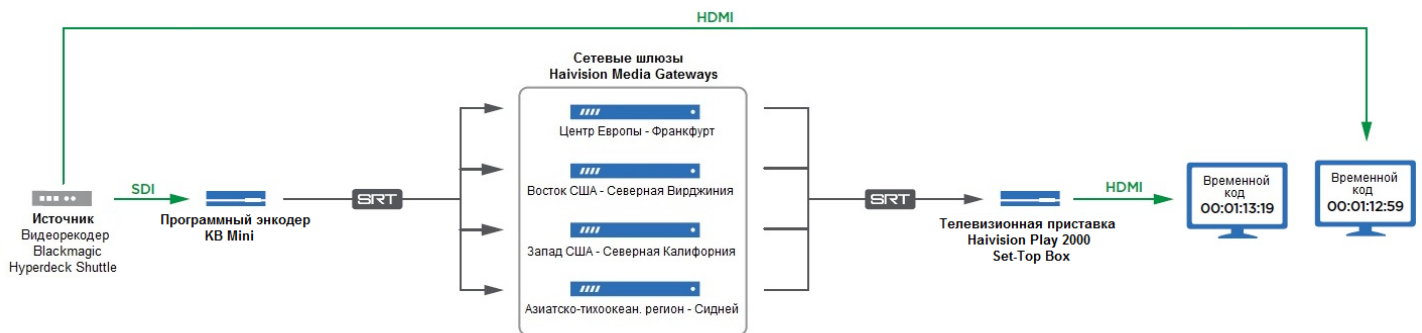 HDMI
Сетевые шлюзы
Haivision Media Gateways
Центр Европы - Франкфурт
Восток США - Северная Вирджиния
Запад США - Северная Калифорния
Азиатско-тихоокеан. регион - Сидней
SDI
SRT
SRT
HDMI
Источник
Видеорекодер
Blackmagic
Hyperdeck Shuttle
Программный энкодер
KB Mini
Телевизионная приставка
Haivision Play 2000
Set-Top Box
Временной
код
00:01:13:19
Временной
код
00:01:12:59